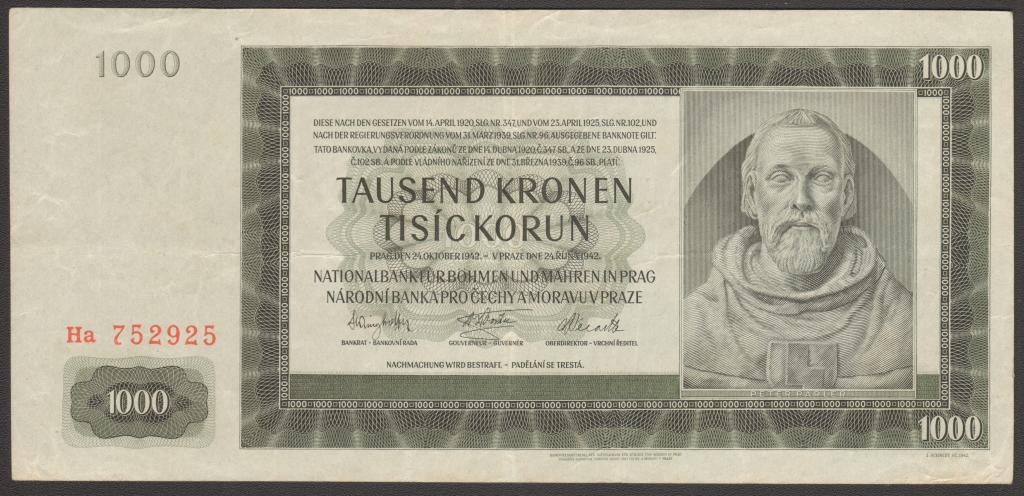 1000
1000
DIESE NACH DEN GESETZEN VOM 14. APRIL 1920, SLG. NR. 347, UND VOM 23. APRIL 1925, SLG. NR. 102, UND
NACH DER REGIERUNGSVERORDNUNG VOM 31. MÄRZ 1939, SLG. NR. 96, AUSGEGEBENE BANKNOTE GILT.
TATO BANKOVKA, VYDANÁ PODLE ZÁKONŮ ZE DNE 14. DUBNA 1920, Č. 347 SB., A ZE DNE 23. DUBNA 1925,
Č. 102 SB., A PODLE VLÁDNÍHO NAŘÍZENÍ ZE DNE 31. BŘEZNA 1939, Č. 96 SB., PLATÍ:
TAUSEND KRONEN
TISÍC KORUN
PRAG, DEN 24. OKTOBER 1942. – V PRAZE DNE 24. ŘÍJNA 1942.
NATIONALBANK FÜR BÖHMEN UND MÄHREN IN PRAG
NÁRODNÍ BANKA PRO ČECHY A MORAVU V PRAZE
BANKRAT – BANKOVNÍ RADA GOUVERNEUR – GUVERNÉR OBERDIREKTOR – VRCHNÍ ŘEDITEL
NACHMACHUNG WIRD BESTRAFT. – PADĚLÁNÍ SE TRESTÁ.
Ha 752925
1000
PETER PARLER
1000
J. SCHMIDT SC. 1942.